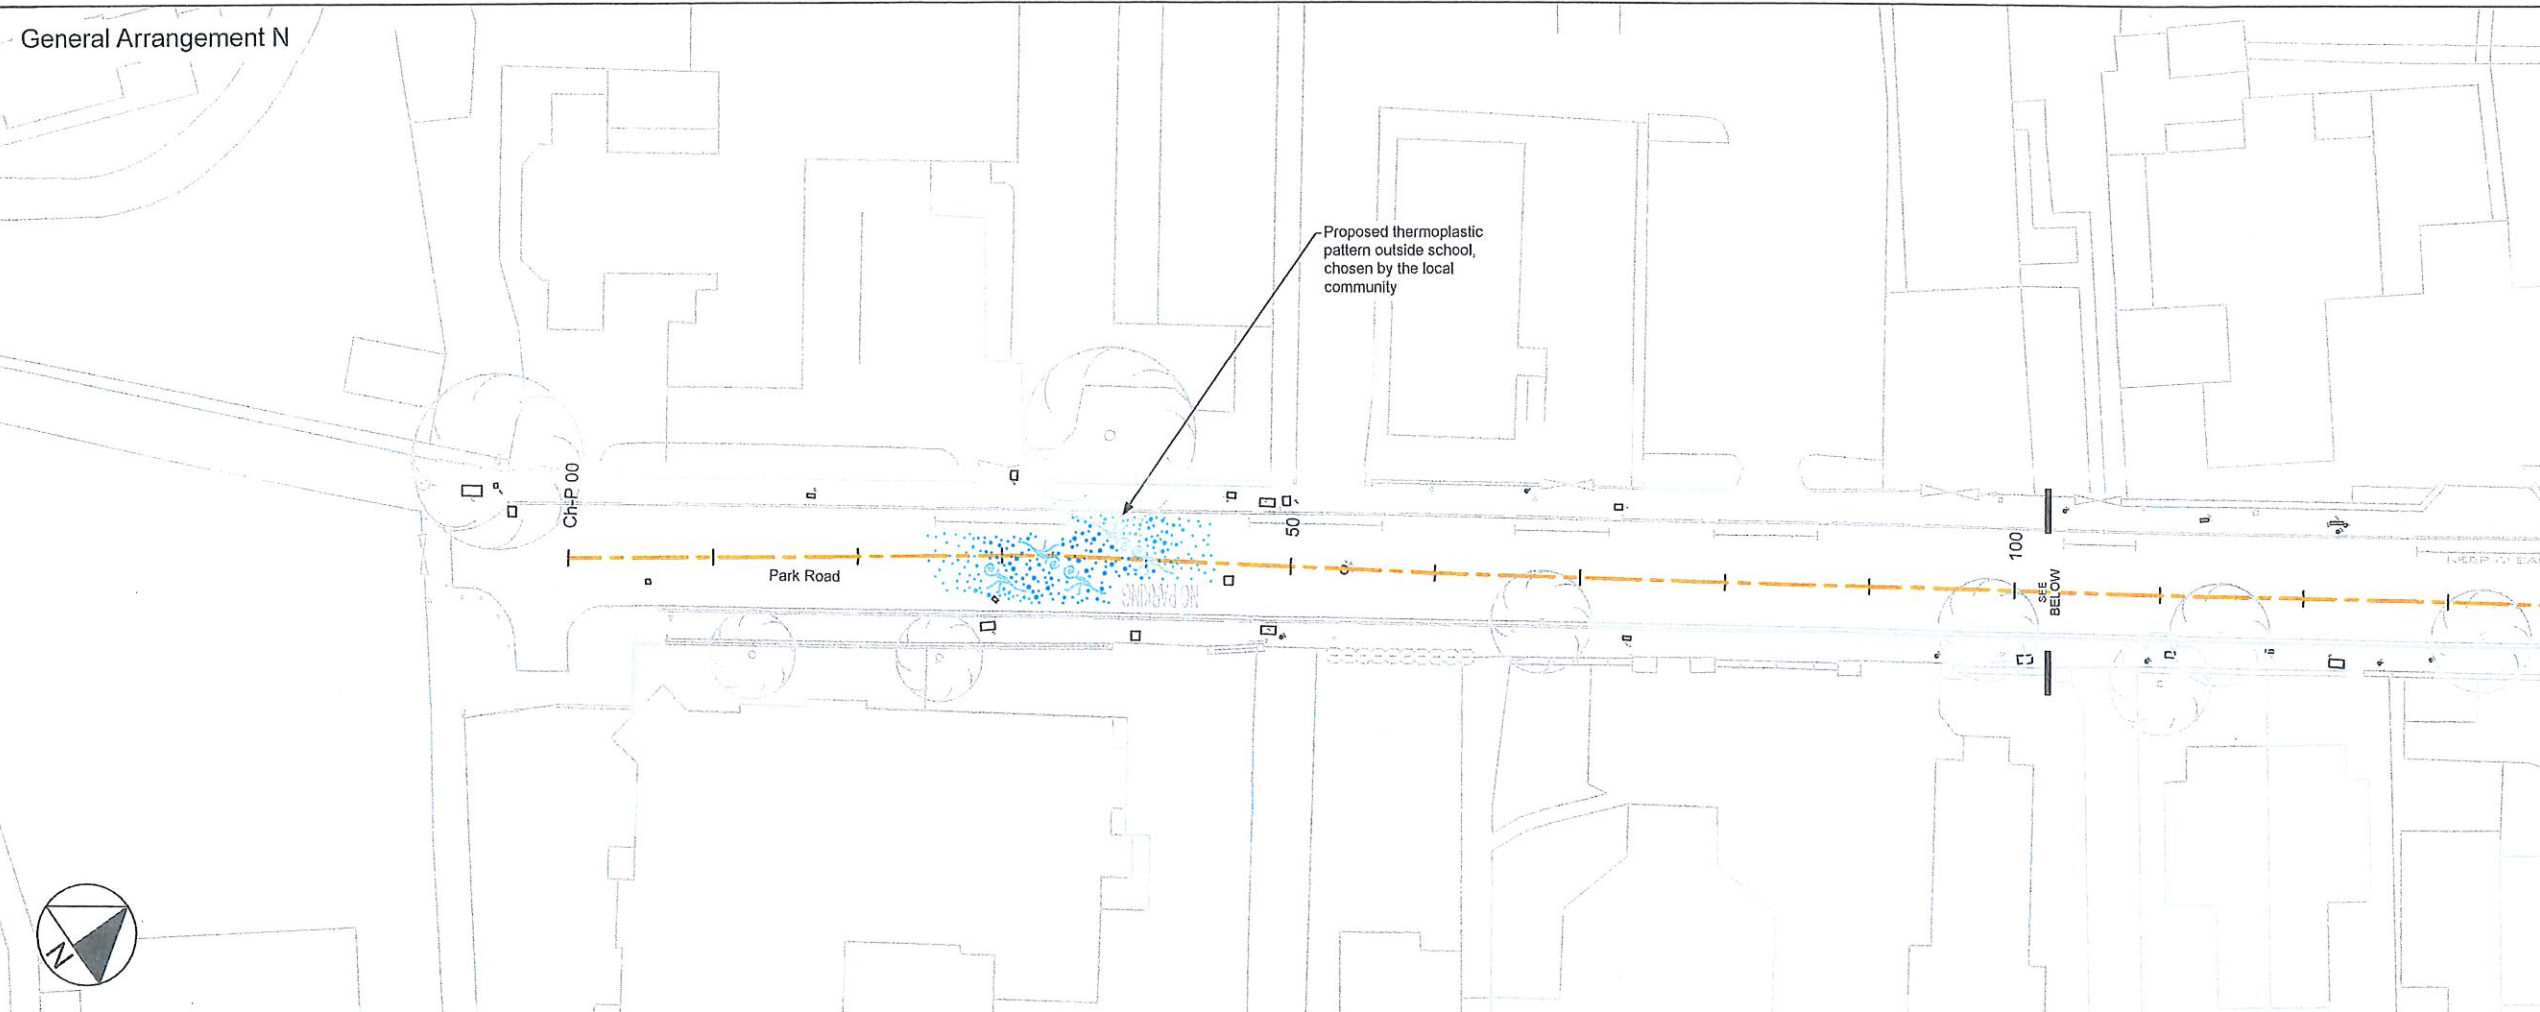 General Arrangement N
Proposed thermoplastic
pattern outside school,
chosen by the local
community
Ch-P 00
50
100
SEE
BELOW
Park Road
NO PARKING
N